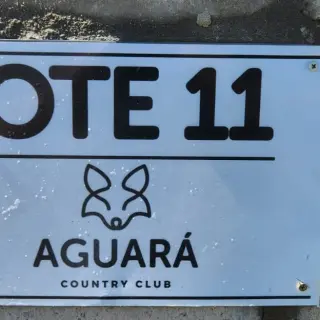 OTE 11
AGUARÁ
COUNTRY CLUB